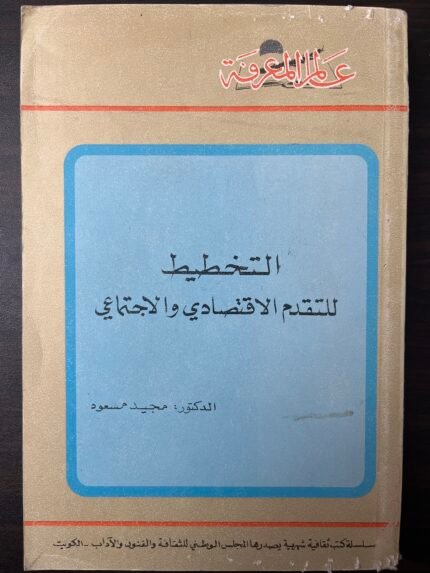 عالم المعرفة
التخطيط
للتقدم الاقتصادي والاجتماعي
الدكتور: مجيد مسعود
سلسلة كتب ثقافية شهرية يصدرها المجلس الوطني للثقافة والفنون والآداب - الكويت